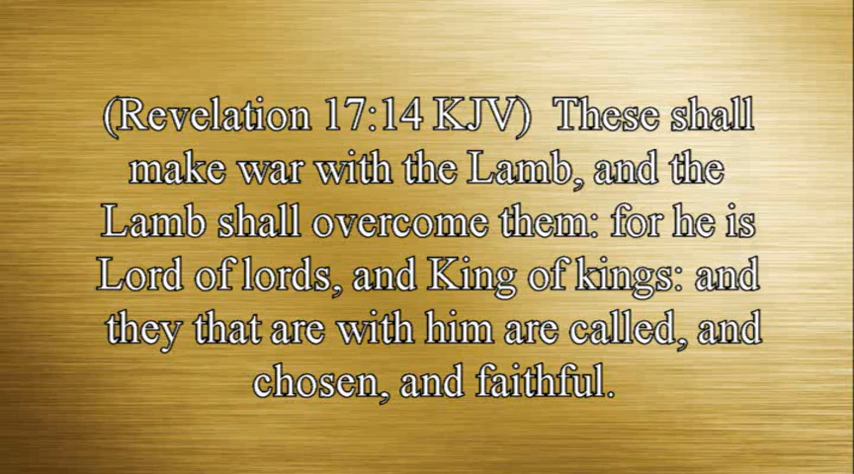 (Revelation 17:14 KJV)  These shall
make war with the Lamb, and the
Lamb shall overcome them: for he is
Lord of lords, and King of kings: and
they that are with him are called, and
chosen, and faithful.